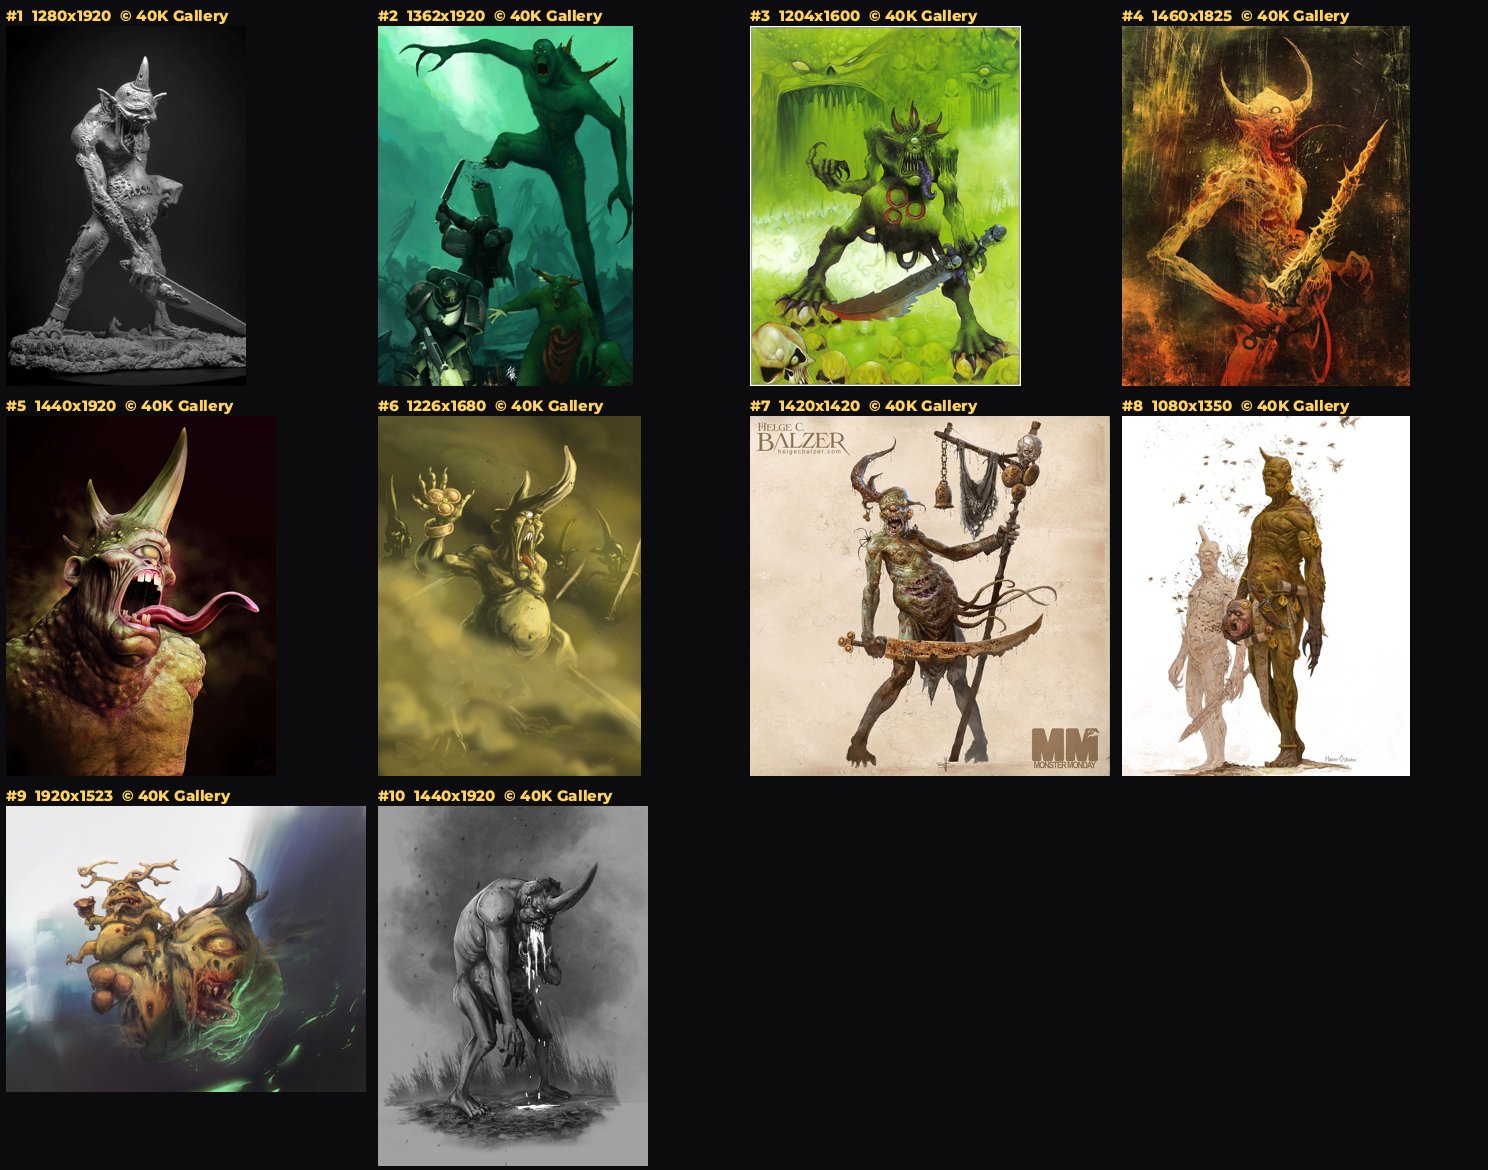 #1 1280x1920 © 40K Gallery
#2 1362x1920 © 40K Gallery
#3 1204x1600 © 40K Gallery
#4 1460x1825 © 40K Gallery
#5 1440x1920 © 40K Gallery
#6 1226x1680 © 40K Gallery
#7 1420x1420 © 40K Gallery
#8 1080x1350 © 40K Gallery
HELGE C.
BALZER
helgecbalzer.com
MM
MONSTER MONDAY
#9 1920x1523 © 40K Gallery
#10 1440x1920 © 40K Gallery